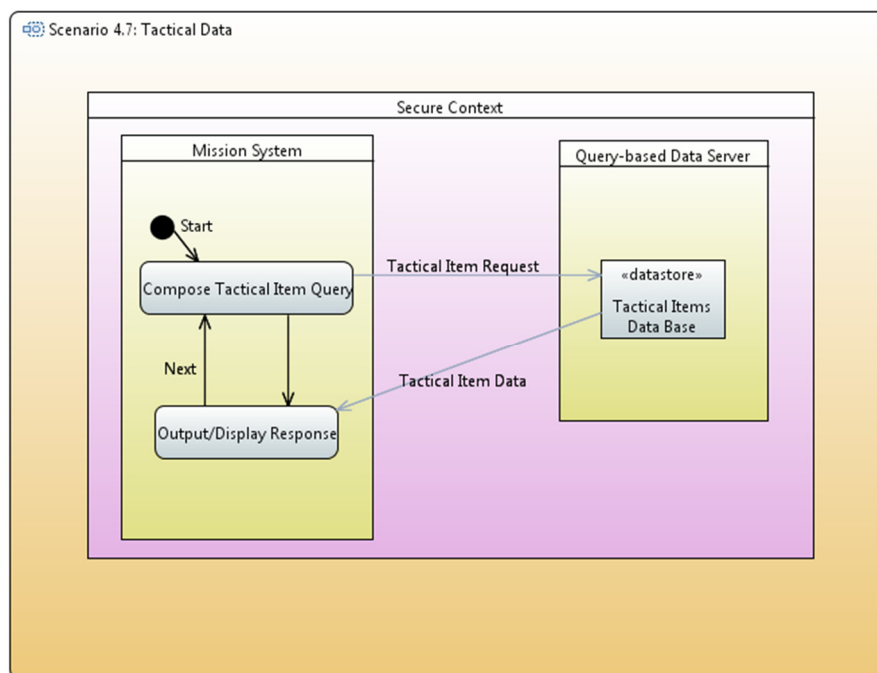 Scenario 4.7: Tactical Data
Secure Context
Mission System
Query-based Data Server
Start
Compose Tactical Item Query
Tactical Item Request
«datastore»
Tactical Items
Data Base
Next
Tactical Item Data
Output/Display Response